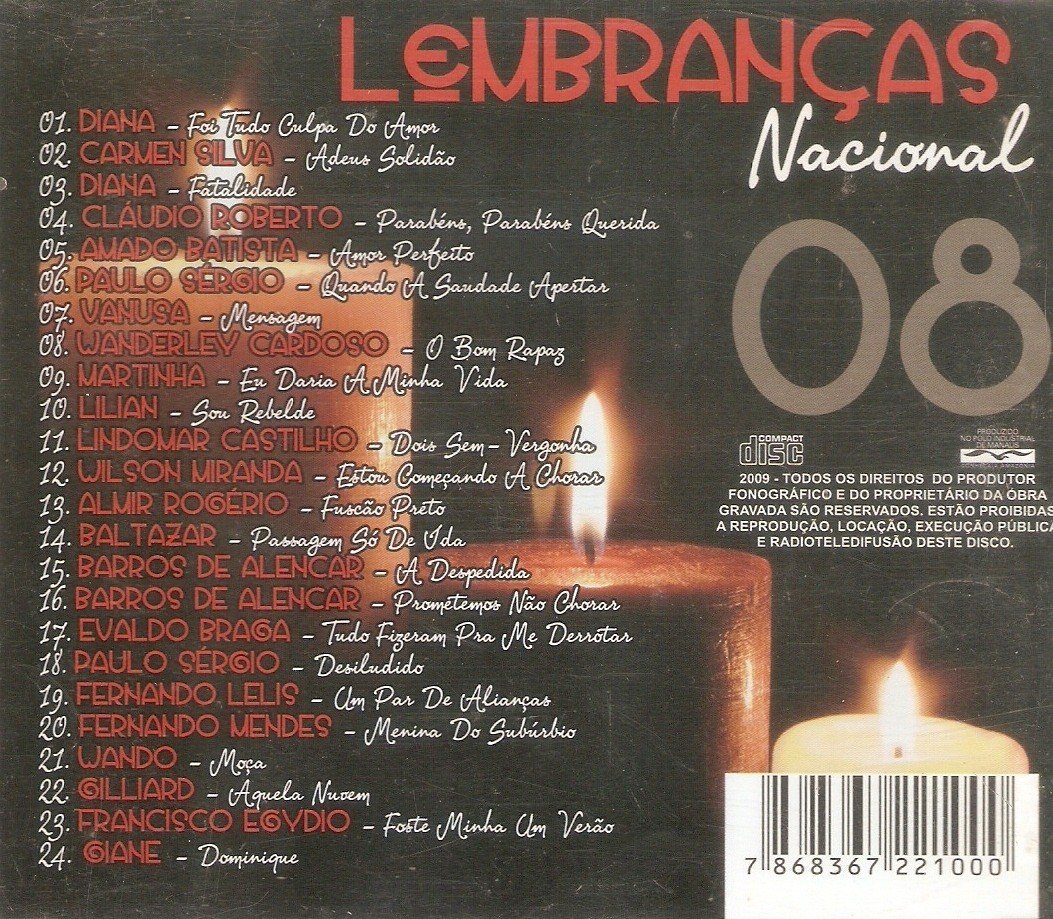 LEMBRANÇAS
Nacional
08
01. DIANA – Foi Tudo Culpa Do Amor
02. CARMEN SILVA – Adeus Solidão
03. DIANA – Fatalidade
04. CLÁUDIO ROBERTO – Parabéns, Parabéns Querida
05. AMADO BATISTA – Amor Perfeito
06. PAULO SÉRGIO – Quando A Saudade Apertar
07. VANUSA – Mensagem
08. WANDERLEY CARDOSO – O Bom Rapaz
09. MARTINHA – Eu Daria A Minha Vida
10. LILIAN – Sou Rebelde
11. LINDOMAR CASTILHO – Dois Sem-Vergonha
12. WILSON MIRANDA – Estou Começando A Chorar
13. ALMIR ROGÉRIO – Fuscão Preto
14. BALTAZAR – Passagem Só De Ida
15. BARROS DE ALENCAR – A Despedida
16. BARROS DE ALENCAR – Prometemos Não Chorar
17. EVALDO BRAGA – Tudo Fizeram Pra Me Derrotar
18. PAULO SÉRGIO – Desiludido
19. FERNANDO LELIS – Um Par De Alianças
20. FERNANDO MENDES – Menina Do Subúrbio
21. WANDO – Moça
22. GILLIARD – Aquela Nuvem
23. FRANCISCO EGYDIO – Foste Minha Um Verão
24. GIANE – Dominique
COMPACT
disc
PRODUZIDO
NO PÓLO INDUSTRIAL
DE MANAUS
CONHEÇA A AMAZÔNIA
2009 - TODOS OS DIREITOS DO PRODUTOR
FONOGRÁFICO E DO PROPRIETÁRIO DA ÓBRA
GRAVADA SÃO RESERVADOS. ESTÃO PROIBIDAS
A REPRODUÇÃO, LOCAÇÃO, EXECUÇÃO PÚBLICA
E RADIOTELEDIFUSÃO DESTE DISCO.
7 868367 221000